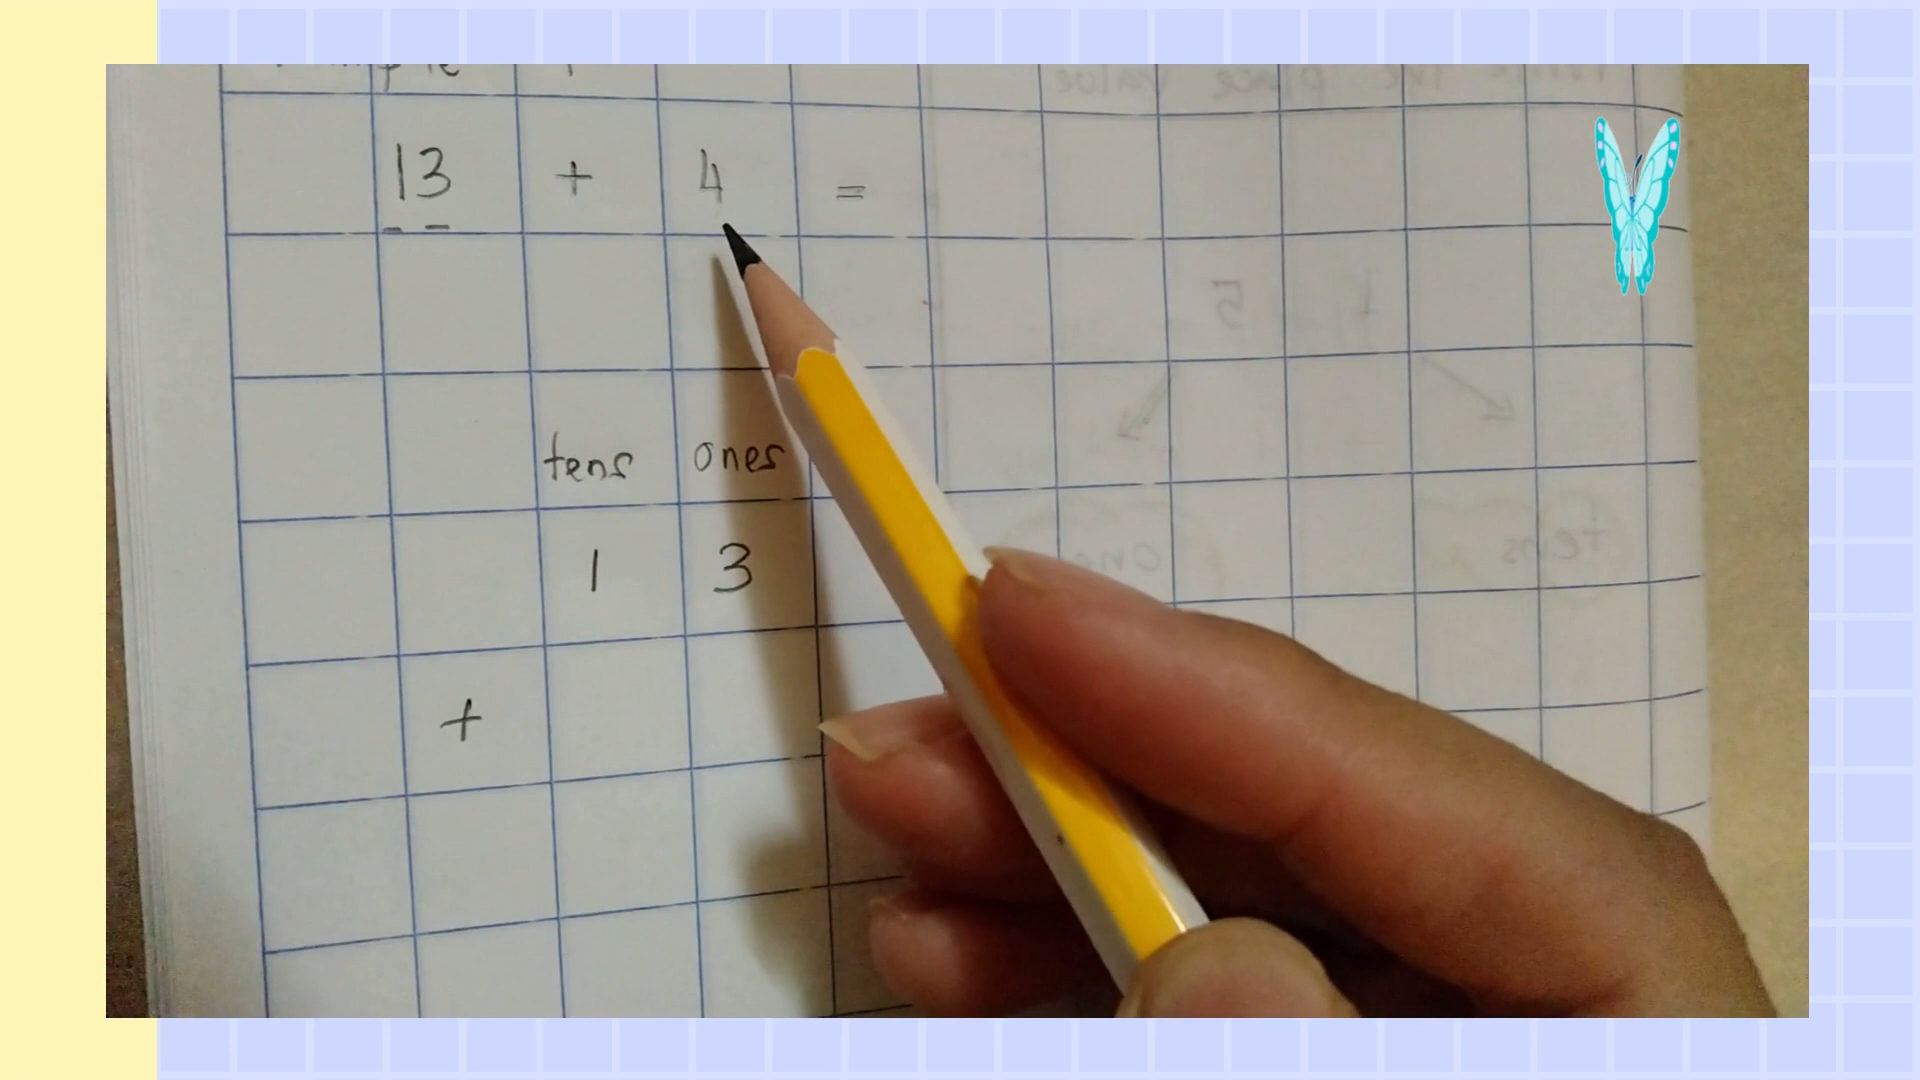 13 + 4 =
tens ones
1 3
+